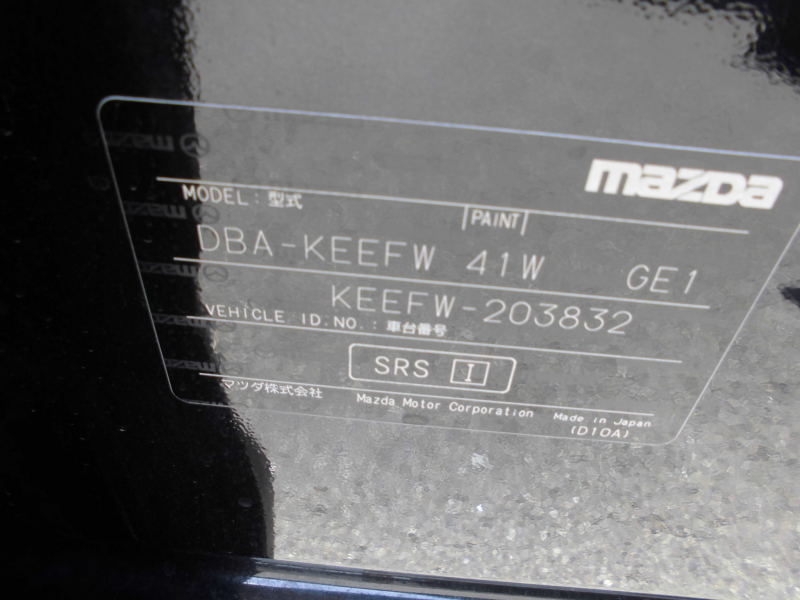 mazda
MODEL: 型式
PAINT
DBA-KEEFW 41W GE1
KEEFW-203832
VEHICLE I.D.NO.: 車台番号
SRS I
マツダ株式会社 Mazda Motor Corporation Made in Japan
(D10A)